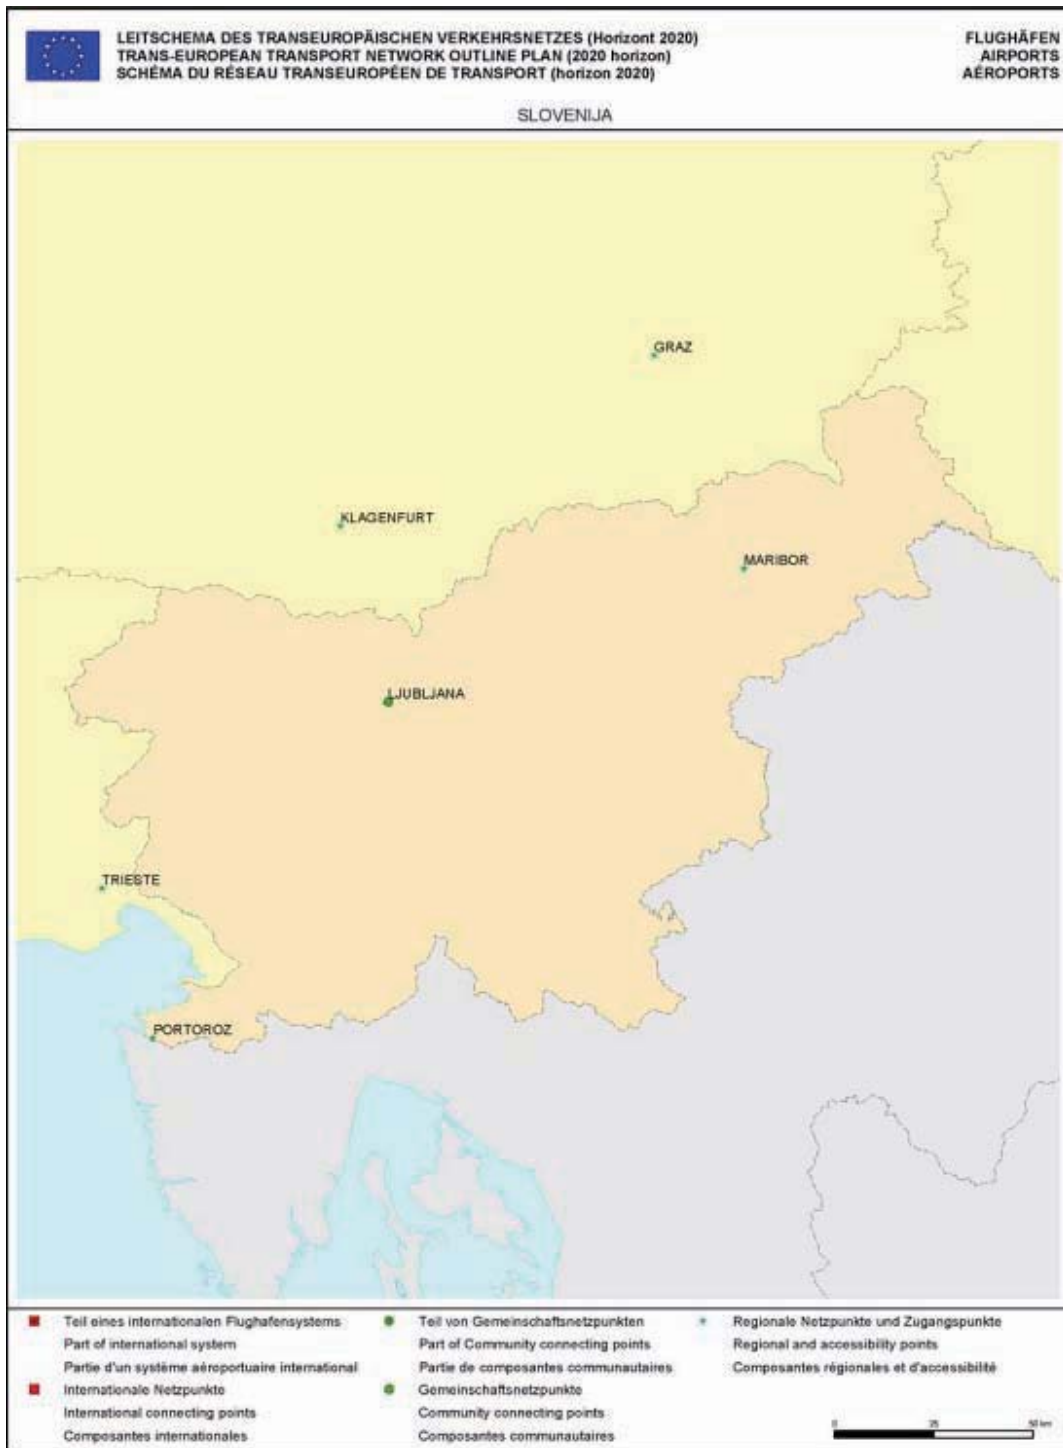 LEITSCHEMA DES TRANSEUROPÄISCHEN VERKEHRSNETZES (Horizont 2020)
TRANS-EUROPEAN TRANSPORT NETWORK OUTLINE PLAN (2020 horizon)
SCHÉMA DU RÉSEAU TRANSEUROPÉEN DE TRANSPORT (horizon 2020)
FLUGHÄFEN
AIRPORTS
AÉROPORTS
SLOVENIJA
GRAZ
KLAGENFURT
MARIBOR
LJUBLJANA
TRIESTE
PORTOROZ
Teil eines internationalen Flughafensystems
Part of international system
Partie d'un système aéroportuaire international
Internationale Netzpunkte
International connecting points
Composantes internationales
Teil von Gemeinschaftsnetzpunkten
Part of Community connecting points
Partie de composantes communautaires
Gemeinschaftsnetzpunkte
Community connecting points
Composantes communautaires
Regionale Netzpunkte und Zugangspunkte
Regional and accessibility points
Composantes régionales et d'accessibilité
0 25 50 km